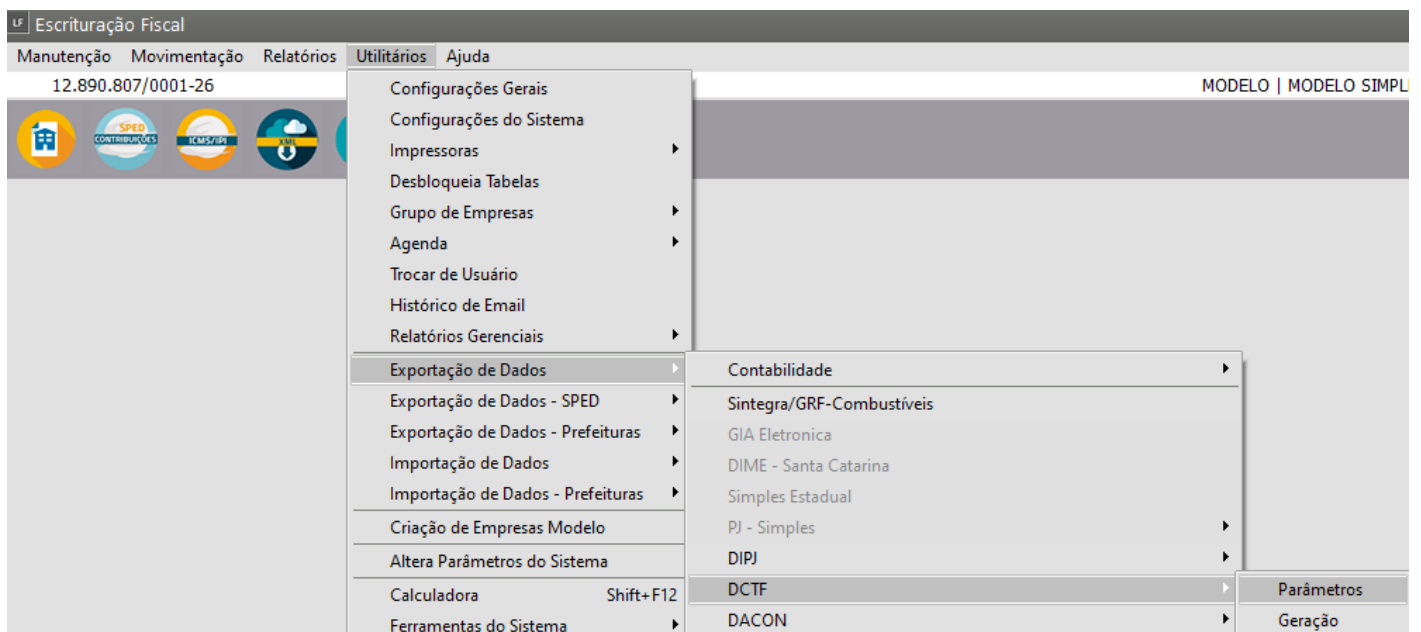 LF Escrituração Fiscal
Manutenção Movimentação Relatórios Utilitários Ajuda
12.890.807/0001-26
MODELO | MODELO SIMPL
SPED CONTRIBUIÇÕES
ICMS/IPI
XML
Configurações Gerais
Configurações do Sistema
Impressoras
Desbloqueia Tabelas
Grupo de Empresas
Agenda
Trocar de Usuário
Histórico de Email
Relatórios Gerenciais
Exportação de Dados
Exportação de Dados - SPED
Exportação de Dados - Prefeituras
Importação de Dados
Importação de Dados - Prefeituras
Criação de Empresas Modelo
Altera Parâmetros do Sistema
Calculadora Shift+F12
Ferramentas do Sistema
Contabilidade
Sintegra/GRF-Combustíveis
GIA Eletronica
DIME - Santa Catarina
Simples Estadual
PJ - Simples
DIPJ
DCTF
DACON
Parâmetros
Geração